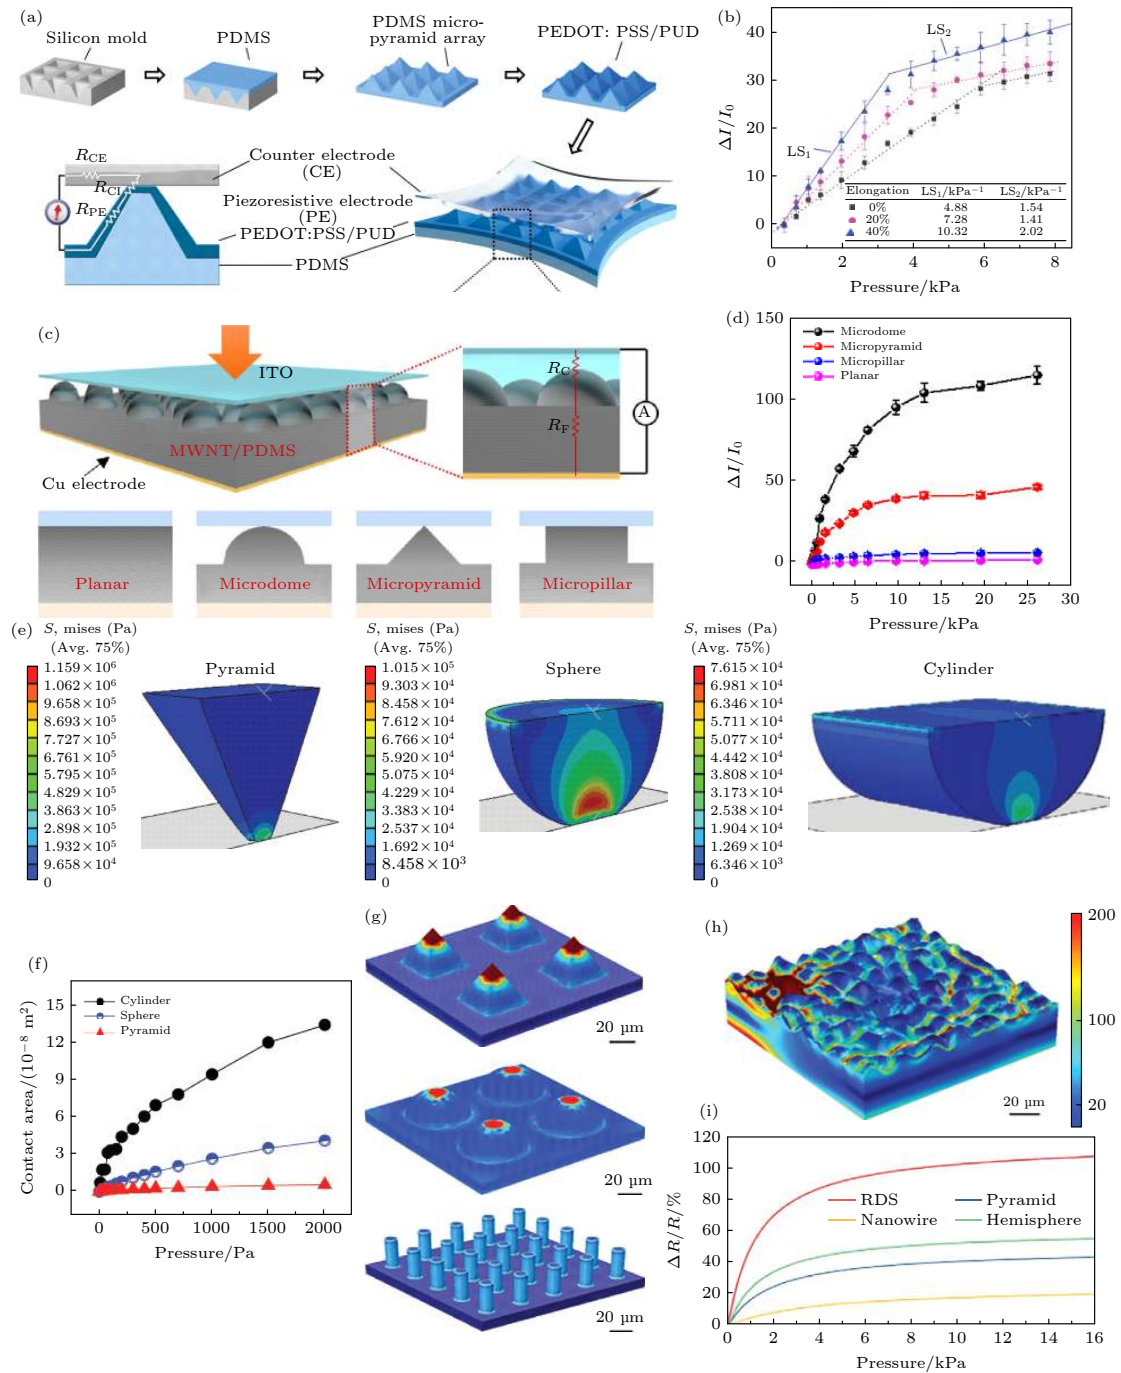 (a)
Silicon mold
PDMS
PDMS micro-
pyramid array
PEDOT: PSS/PUD
R_CE
R_CI
R_PE
Counter electrode
(CE)
Piezoresistive electrode
(PE)
PEDOT:PSS/PUD
PDMS
(b)
40
30
20
10
0
ΔI/I₀
LS₂
LS₁
Elongation LS₁/kPa⁻¹ LS₂/kPa⁻¹
0% 4.88 1.54
20% 7.28 1.41
40% 10.32 2.02
0 2 4 6 8
Pressure/kPa
(c)
ITO
MWNT/PDMS
Cu electrode
R_C
R_F
A
Planar
Microdome
Micropyramid
Micropillar
(d)
150
100
50
0
ΔI/I₀
Microdome
Micropyramid
Micropillar
Planar
0 5 10 15 20 25 30
Pressure/kPa
(e)
S, mises (Pa)
(Avg. 75%)
1.159×10⁶
1.062×10⁶
9.658×10⁵
8.693×10⁵
7.727×10⁵
6.761×10⁵
5.795×10⁵
4.829×10⁵
3.863×10⁵
2.898×10⁵
1.932×10⁵
9.658×10⁴
0
Pyramid
S, mises (Pa)
(Avg. 75%)
1.015×10⁵
9.303×10⁴
8.458×10⁴
7.612×10⁴
6.766×10⁴
5.920×10⁴
5.075×10⁴
4.229×10⁴
3.383×10⁴
2.537×10⁴
1.692×10⁴
8.458×10³
0
Sphere
S, mises (Pa)
(Avg. 75%)
7.615×10⁴
6.981×10⁴
6.346×10⁴
5.711×10⁴
5.077×10⁴
4.442×10⁴
3.808×10⁴
3.173×10⁴
2.538×10⁴
1.904×10⁴
1.269×10⁴
6.346×10³
0
Cylinder
(f)
15
12
9
6
3
0
Contact area/(10⁻⁸ m²)
Cylinder
Sphere
Pyramid
0 500 1000 1500 2000
Pressure/Pa
(g)
20 µm
20 µm
20 µm
(h)
200
100
20
20 µm
(i)
120
100
80
60
40
20
0
ΔR/R/%
RDS
Nanowire
Pyramid
Hemisphere
0 2 4 6 8 10 12 14 16
Pressure/kPa